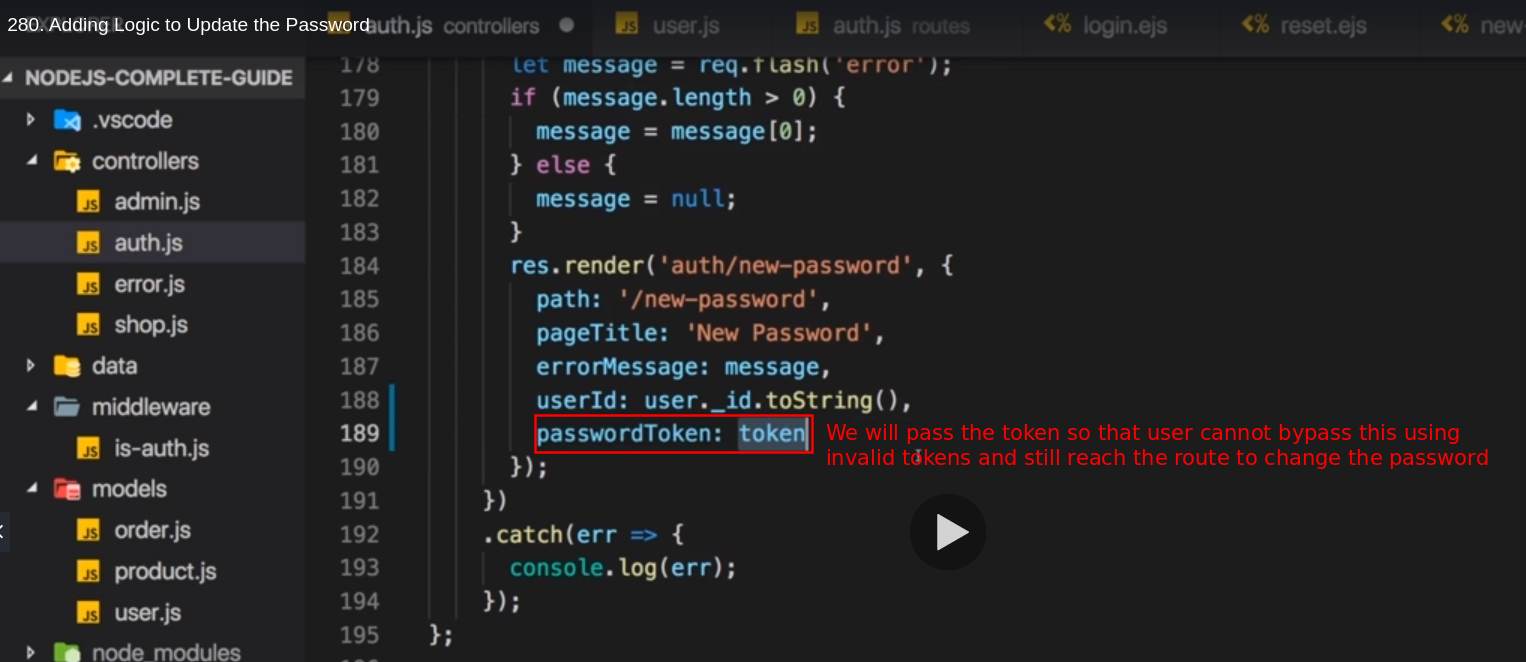 280. Adding Logic to Update the Password
auth.js controllers
user.js
auth.js routes
login.ejs
reset.ejs
new-
NODEJS-COMPLETE-GUIDE
.vscode
controllers
admin.js
auth.js
error.js
shop.js
data
middleware
is-auth.js
models
order.js
product.js
user.js
node_modules
178 let message = req.flash('error');
179 if (message.length > 0) {
180 message = message[0];
181 } else {
182 message = null;
183 }
184 res.render('auth/new-password', {
185 path: '/new-password',
186 pageTitle: 'New Password',
187 errorMessage: message,
188 userId: user._id.toString(),
189 passwordToken: token
We will pass the token so that user cannot bypass this using
invalid tokens and still reach the route to change the password
190 });
191 })
192 .catch(err => {
193 console.log(err);
194 });
195 };